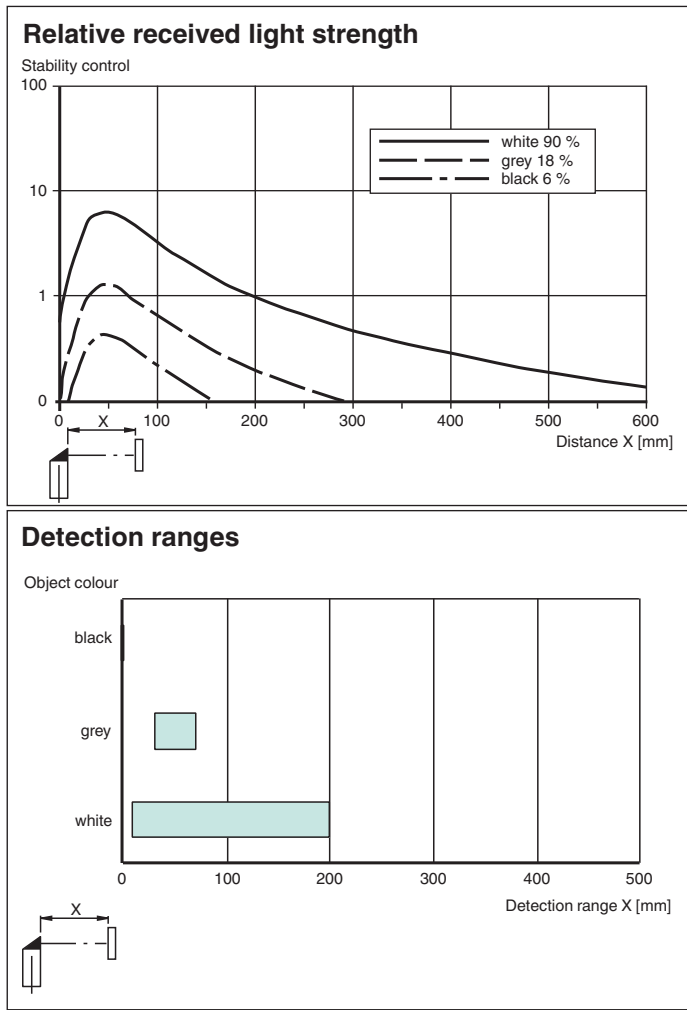 Relative received light strength
Stability control
100
10
1
0
white 90 %
grey 18 %
black 6 %
0 100 200 300 400 500 600
X
Distance X [mm]
Detection ranges
Object colour
black
grey
white
0 100 200 300 400 500
Detection range X [mm]
X